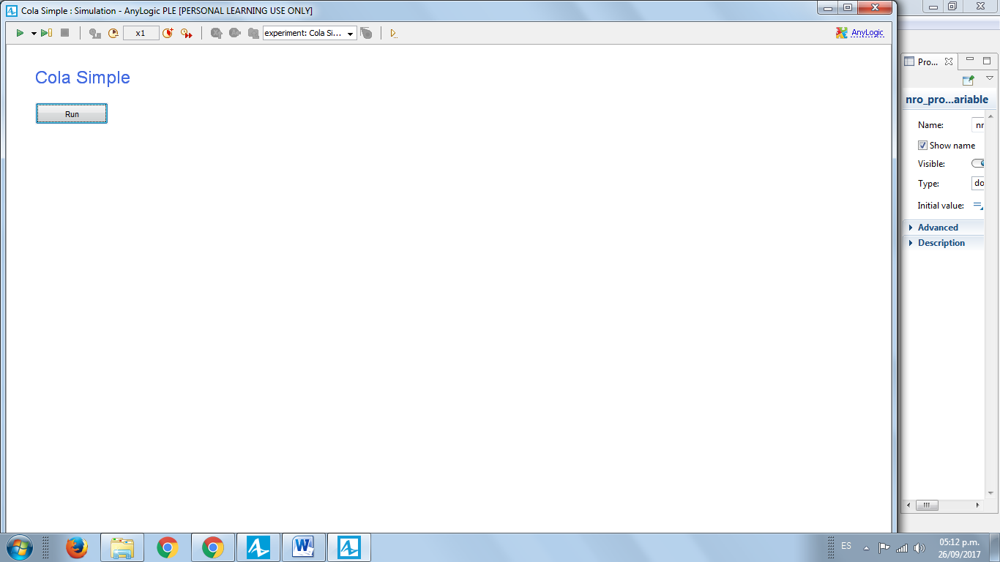 Cola Simple : Simulation - AnyLogic PLE [PERSONAL LEARNING USE ONLY]
x1
experiment: Cola Si...
AnyLogic
Cola Simple
Run
Pro...
nro_pro...ariable
Name:
nr
Show name
Visible:
Type:
do
Initial value:
Advanced
Description
ES
05:12 p.m.
26/09/2017